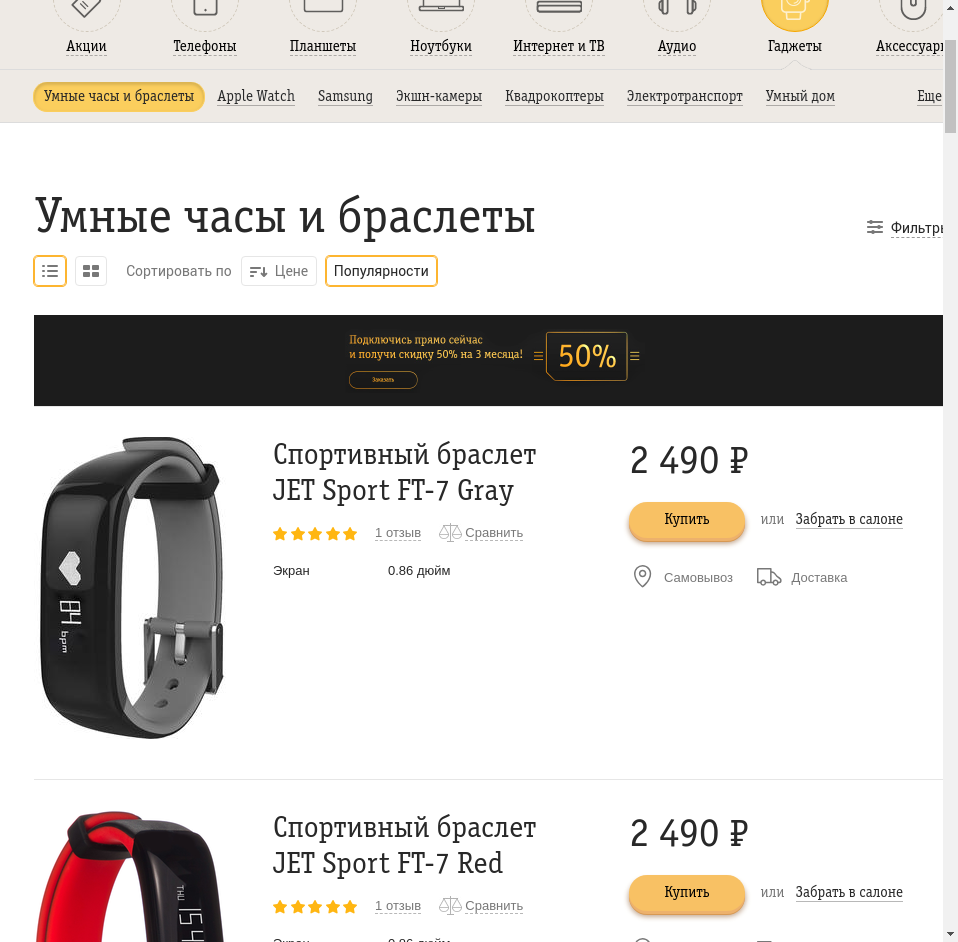 Акции Телефоны Планшеты Ноутбуки Интернет и ТВ Аудио Гаджеты Аксессуары
Умные часы и браслеты Apple Watch Samsung Экшн-камеры Квадрокоптеры Электротранспорт Умный дом Еще
Умные часы и браслеты
Фильтры
Сортировать по Цене Популярности
Подключись прямо сейчас
и получи скидку 50% на 3 месяца!
50%
Заказать
Спортивный браслет
JET Sport FT-7 Gray
2 490 ₽
1 отзыв Сравнить
Купить или Забрать в салоне
Экран 0.86 дюйм
Самовывоз Доставка
84
bpm
Спортивный браслет
JET Sport FT-7 Red
2 490 ₽
1 отзыв Сравнить
Купить или Забрать в салоне
THU
Экран 0.86 дюйм